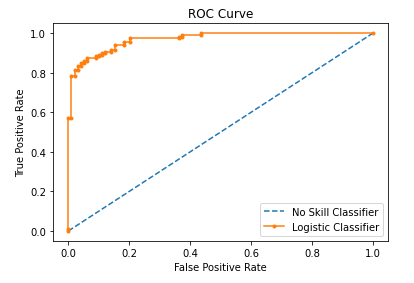 ROC Curve
True Positive Rate
1.0
0.8
0.6
0.4
0.2
0.0
No Skill Classifier
Logistic Classifier
0.0 0.2 0.4 0.6 0.8 1.0
False Positive Rate